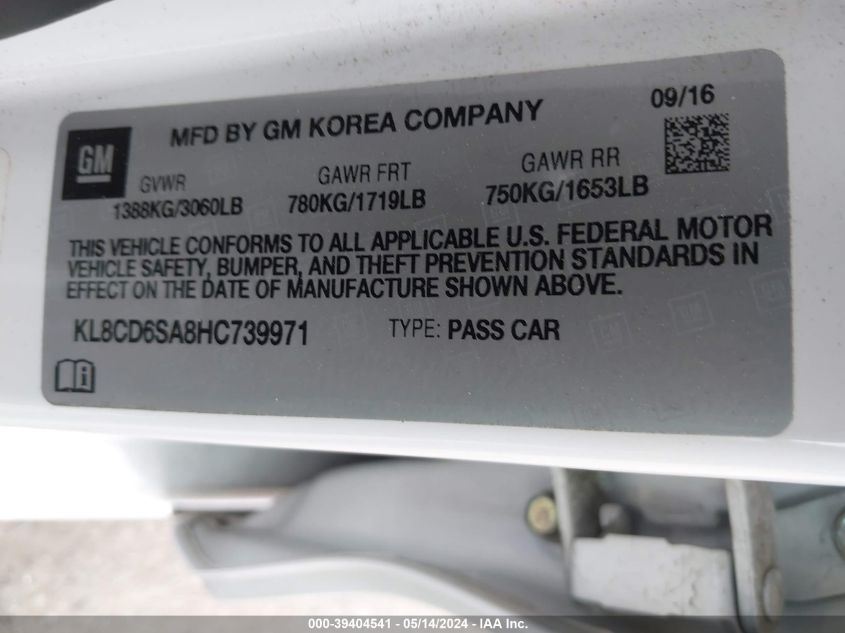 09/16
MFD BY GM KOREA COMPANY
GM
GVWR GAWR FRT GAWR RR
1388KG/3060LB 780KG/1719LB 750KG/1653LB
THIS VEHICLE CONFORMS TO ALL APPLICABLE U.S. FEDERAL MOTOR
VEHICLE SAFETY, BUMPER, AND THEFT PREVENTION STANDARDS IN
EFFECT ON THE DATE OF MANUFACTURE SHOWN ABOVE.
KL8CD6SA8HC739971 TYPE: PASS CAR
000-39404541 - 05/14/2024 - IAA Inc.